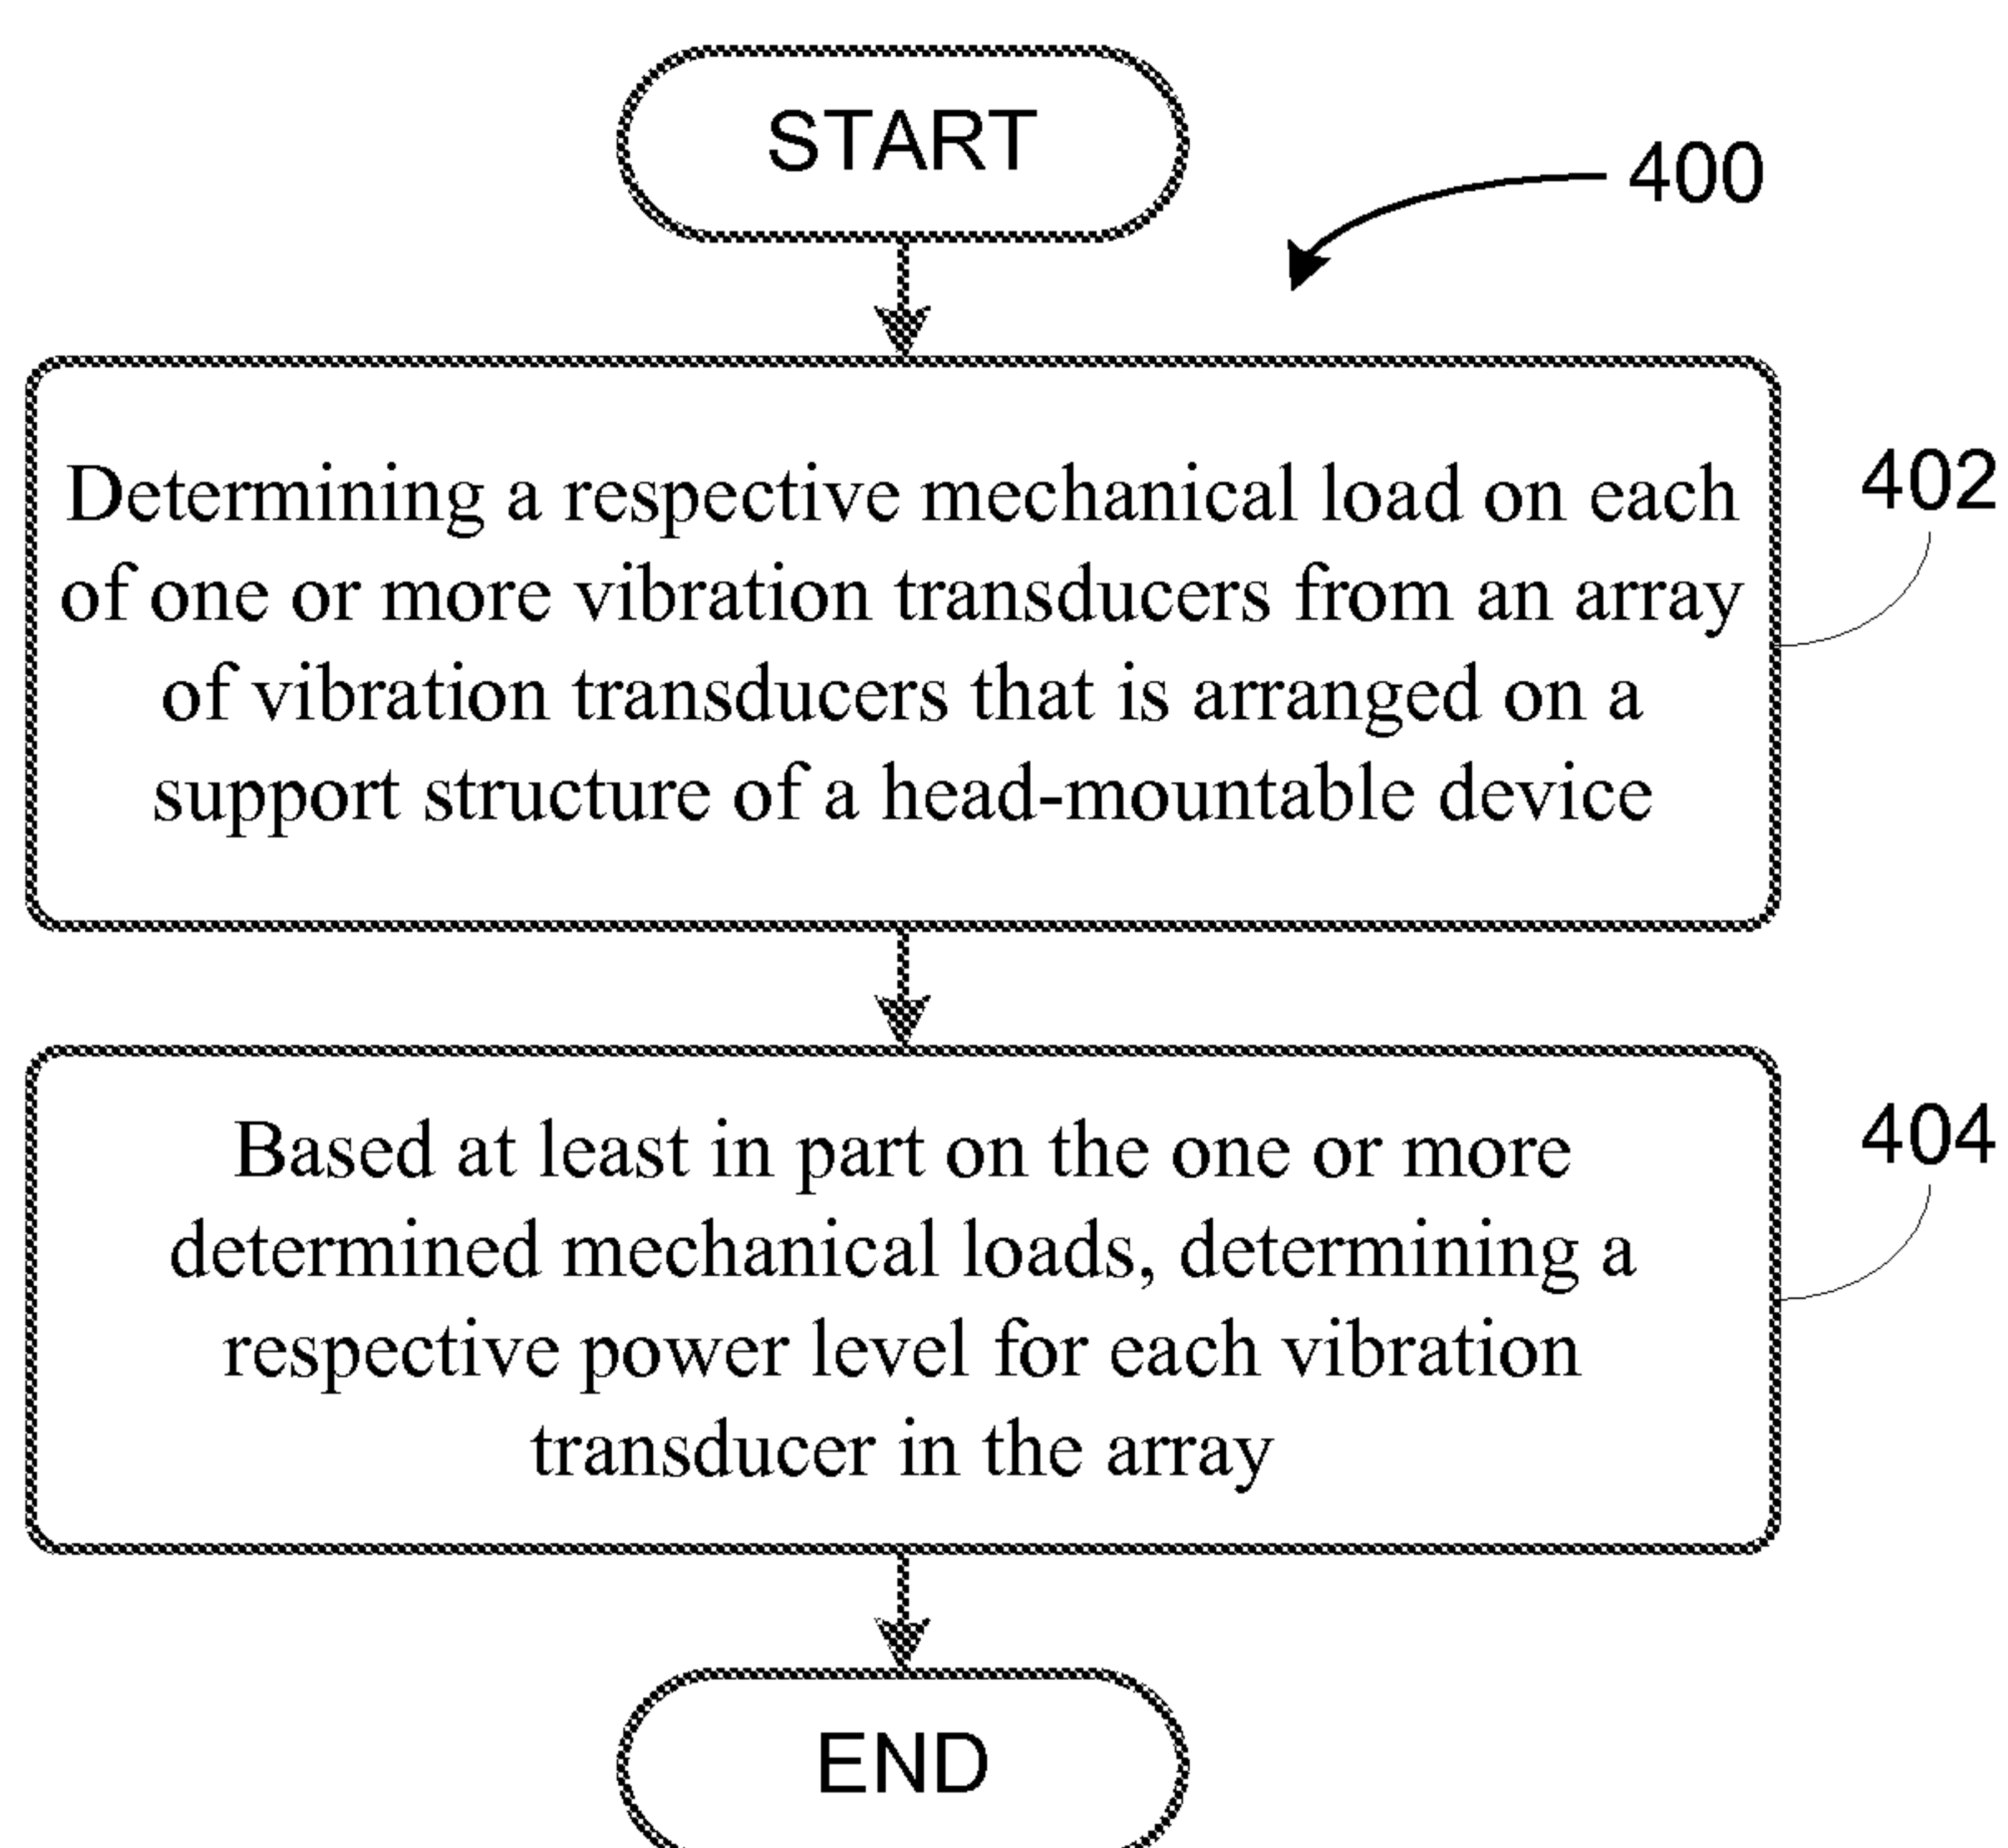 START
400
Determining a respective mechanical load on each
of one or more vibration transducers from an array
of vibration transducers that is arranged on a
support structure of a head-mountable device
402
Based at least in part on the one or more
determined mechanical loads, determining a
respective power level for each vibration
transducer in the array
404
END